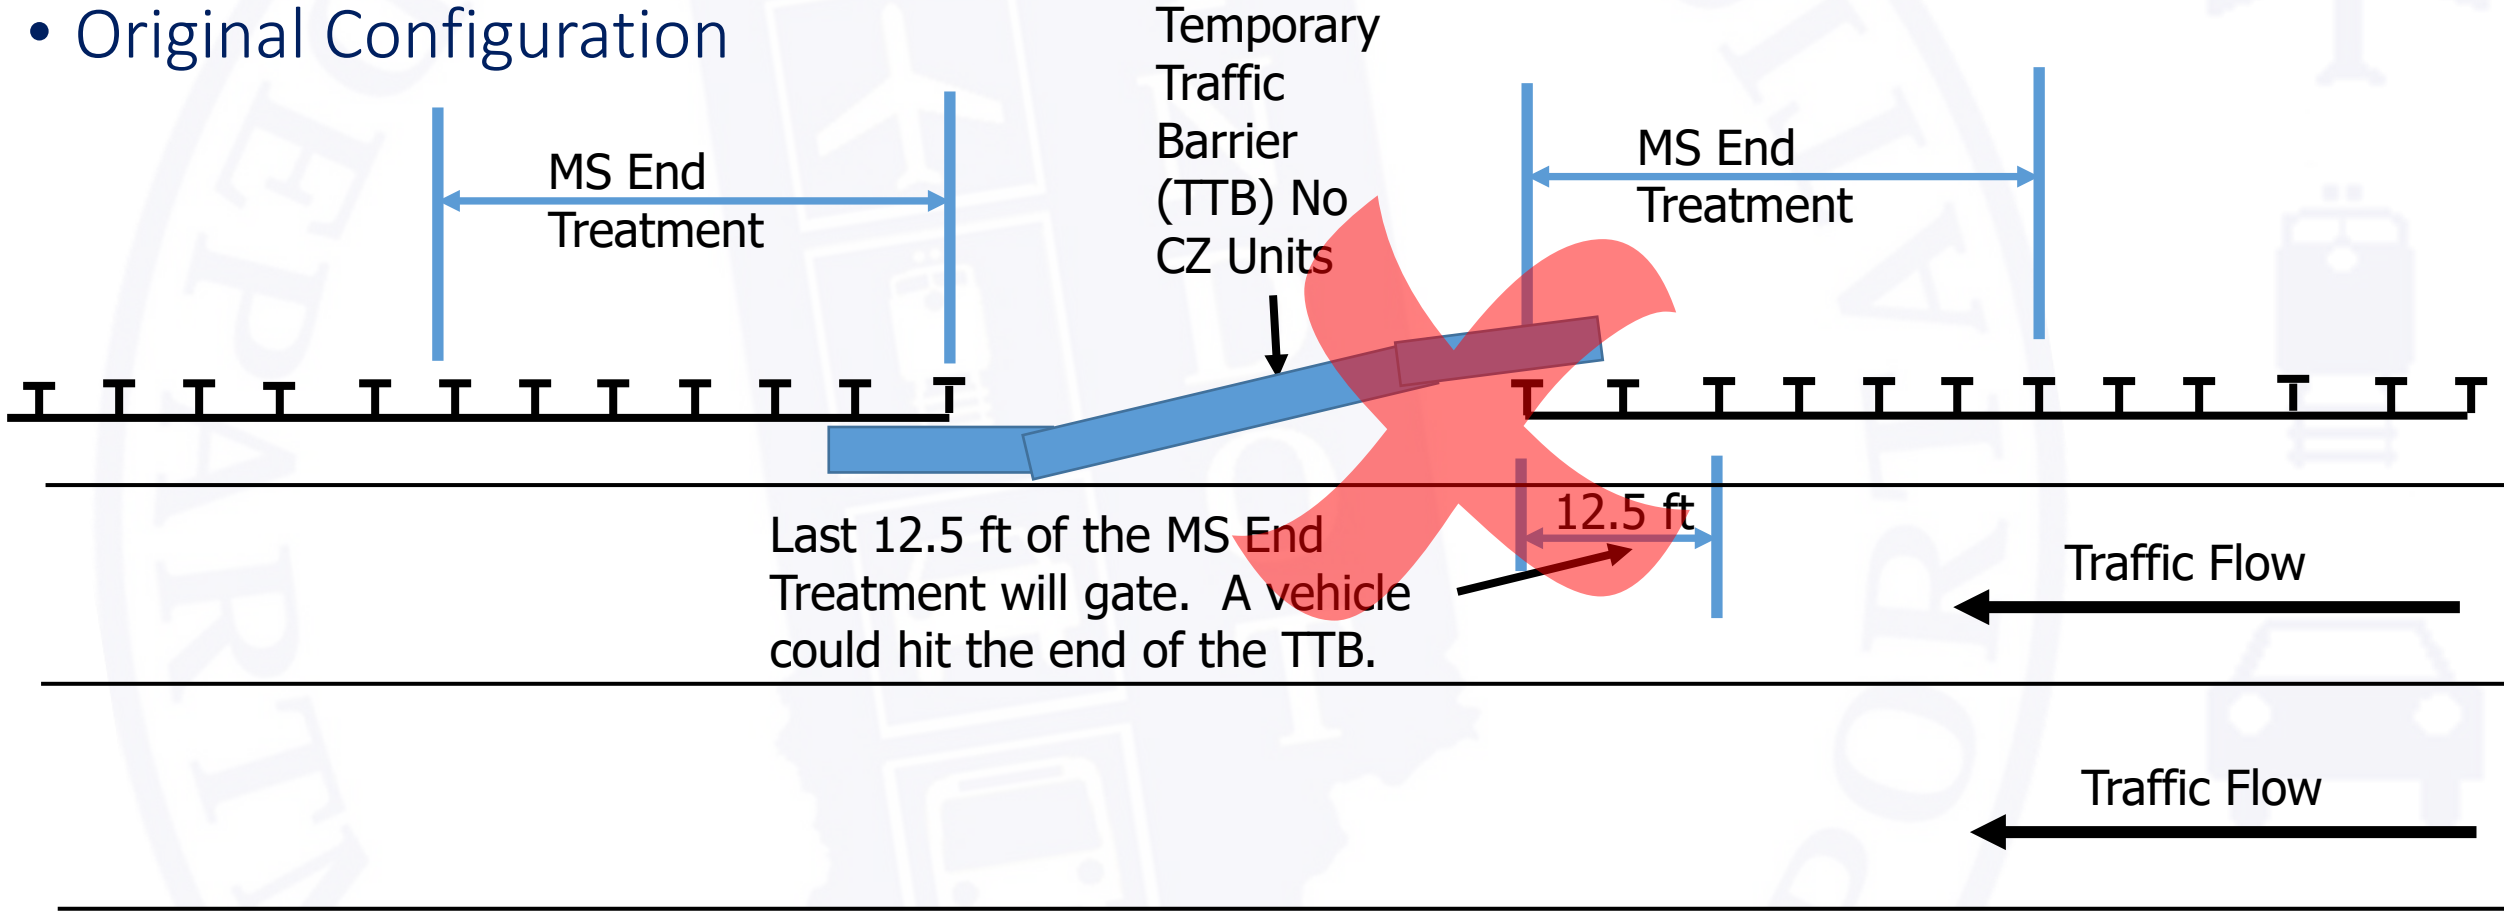 • Original Configuration
Temporary
Traffic
Barrier
(TTB) No
CZ Units
MS End
Treatment
MS End
Treatment
12.5 ft
Last 12.5 ft of the MS End
Treatment will gate.  A vehicle
could hit the end of the TTB.
Traffic Flow
Traffic Flow